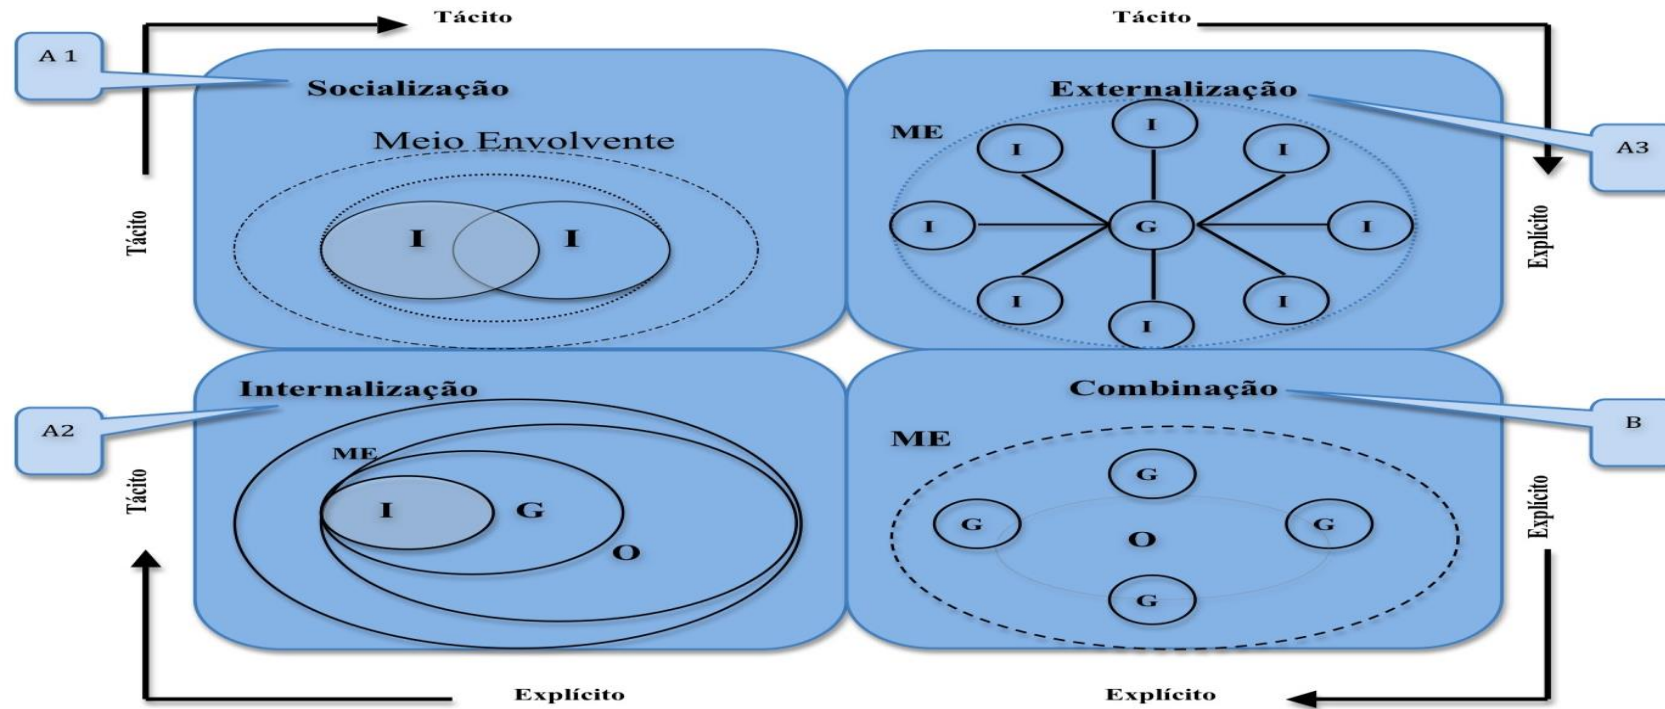 Tácito
Tácito
A 1
Socialização
Externalização
Meio Envolvente
ME
I
I
I
A3
I
I
Tácito
I
I
I
G
I
Explícito
I
I
I
Internalização
Combinação
A2
B
ME
ME
G
Tácito
I
G
G
G
Explícito
O
O
G
Explícito
Explícito